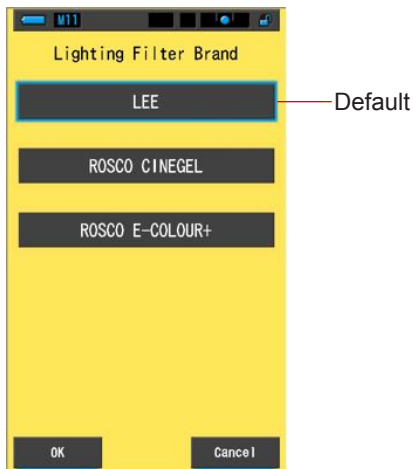 M11
Lighting Filter Brand
LEE
Default
ROSCO CINEGEL
ROSCO E-COLOUR+
OK
Cancel